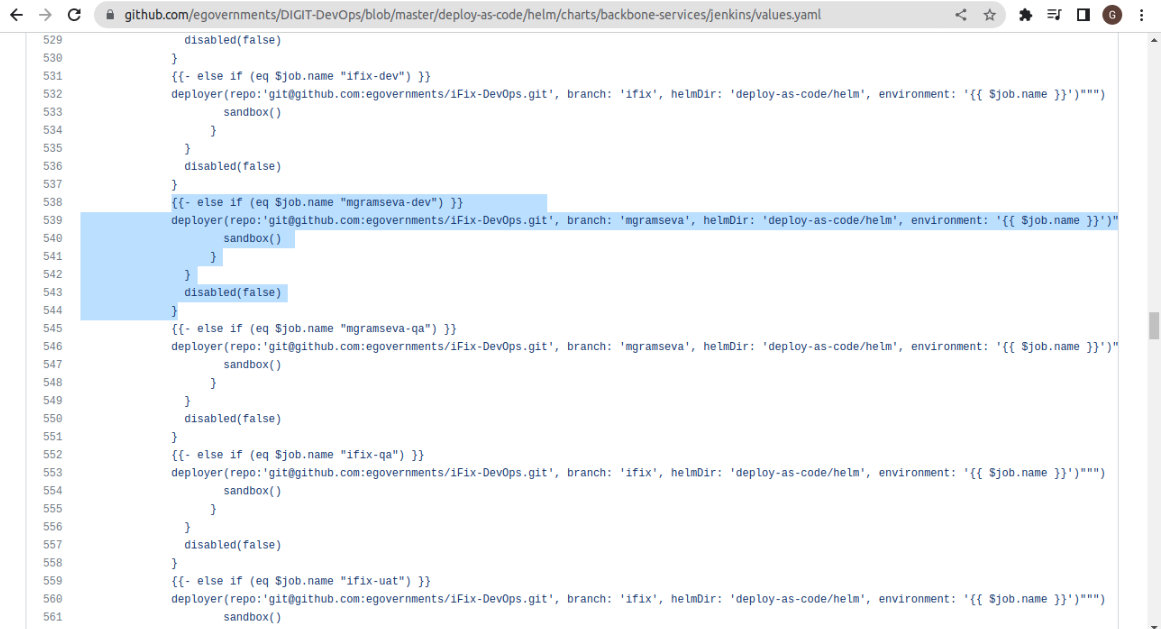 github.com/egovernments/DIGIT-DevOps/blob/master/deploy-as-code/helm/charts/backbone-services/jenkins/values.yaml
G
529 disabled(false)
530 }
531 {{- else if (eq $job.name "ifix-dev") }}
532 deployer(repo:'git@github.com:egovernments/iFix-DevOps.git', branch: 'ifix', helmDir: 'deploy-as-code/helm', environment: '{{ $job.name }}')""")
533 sandbox()
534 }
535 }
536 disabled(false)
537 }
538 {{- else if (eq $job.name "mgramseva-dev") }}
539 deployer(repo:'git@github.com:egovernments/iFix-DevOps.git', branch: 'mgramseva', helmDir: 'deploy-as-code/helm', environment: '{{ $job.name }}')"
540 sandbox()
541 }
542 }
543 disabled(false)
544 }
545 {{- else if (eq $job.name "mgramseva-qa") }}
546 deployer(repo:'git@github.com:egovernments/iFix-DevOps.git', branch: 'mgramseva', helmDir: 'deploy-as-code/helm', environment: '{{ $job.name }}')"
547 sandbox()
548 }
549 }
550 disabled(false)
551 }
552 {{- else if (eq $job.name "ifix-qa") }}
553 deployer(repo:'git@github.com:egovernments/iFix-DevOps.git', branch: 'ifix', helmDir: 'deploy-as-code/helm', environment: '{{ $job.name }}')""")
554 sandbox()
555 }
556 }
557 disabled(false)
558 }
559 {{- else if (eq $job.name "ifix-uat") }}
560 deployer(repo:'git@github.com:egovernments/iFix-DevOps.git', branch: 'ifix', helmDir: 'deploy-as-code/helm', environment: '{{ $job.name }}')""")
561 sandbox()